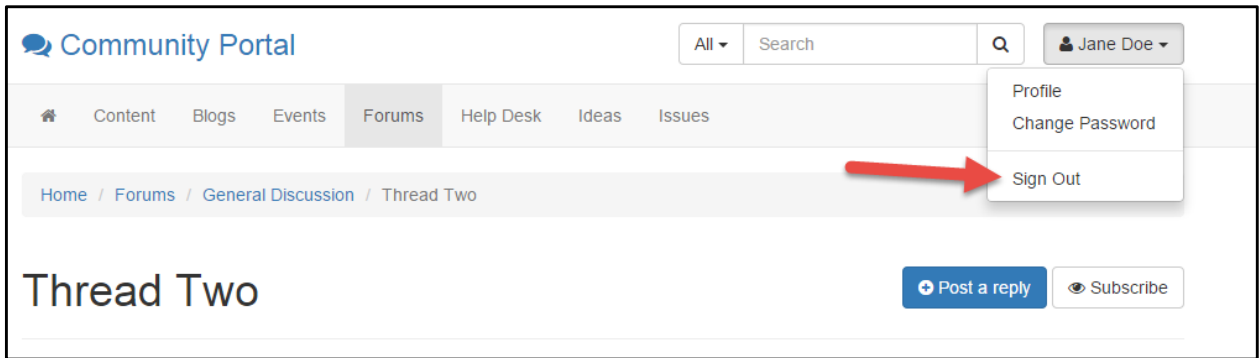 Community Portal
All Search Jane Doe
Profile
Content Blogs Events Forums Help Desk Ideas Issues
Change Password
Home / Forums / General Discussion / Thread Two
Sign Out
Thread Two
Post a reply Subscribe